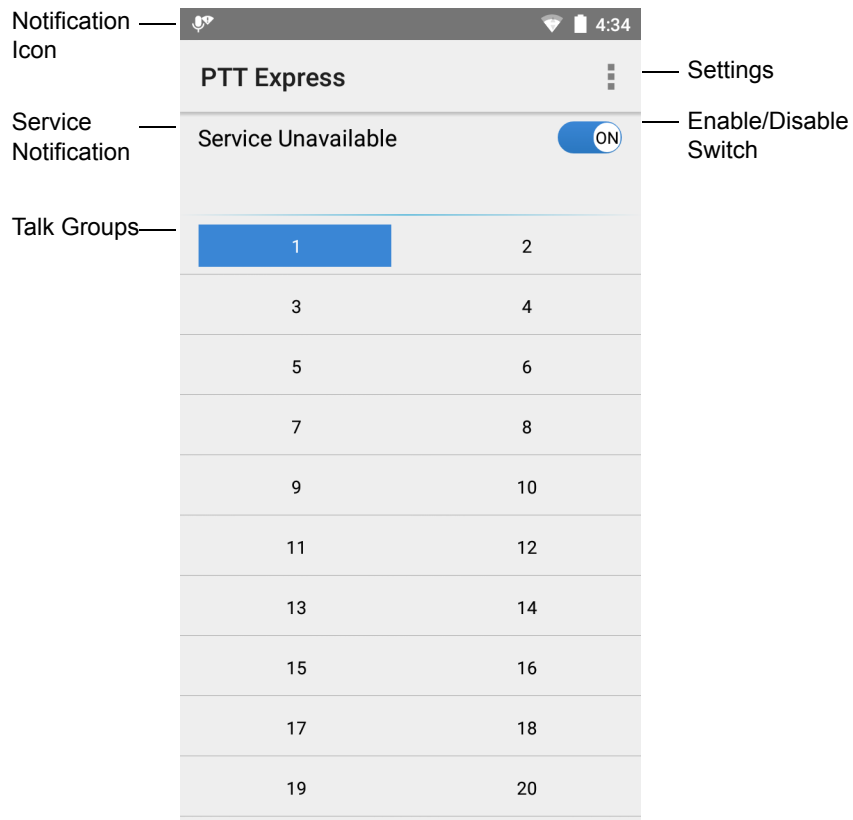 Notification
Icon
4:34
PTT Express
Settings
Service
Notification
Service Unavailable
ON
Enable/Disable
Switch
Talk Groups
1
2
3
4
5
6
7
8
9
10
11
12
13
14
15
16
17
18
19
20